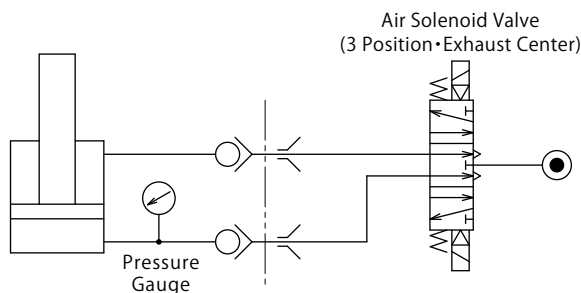 Air Solenoid Valve
(3 Position・Exhaust Center)
Pressure
Gauge